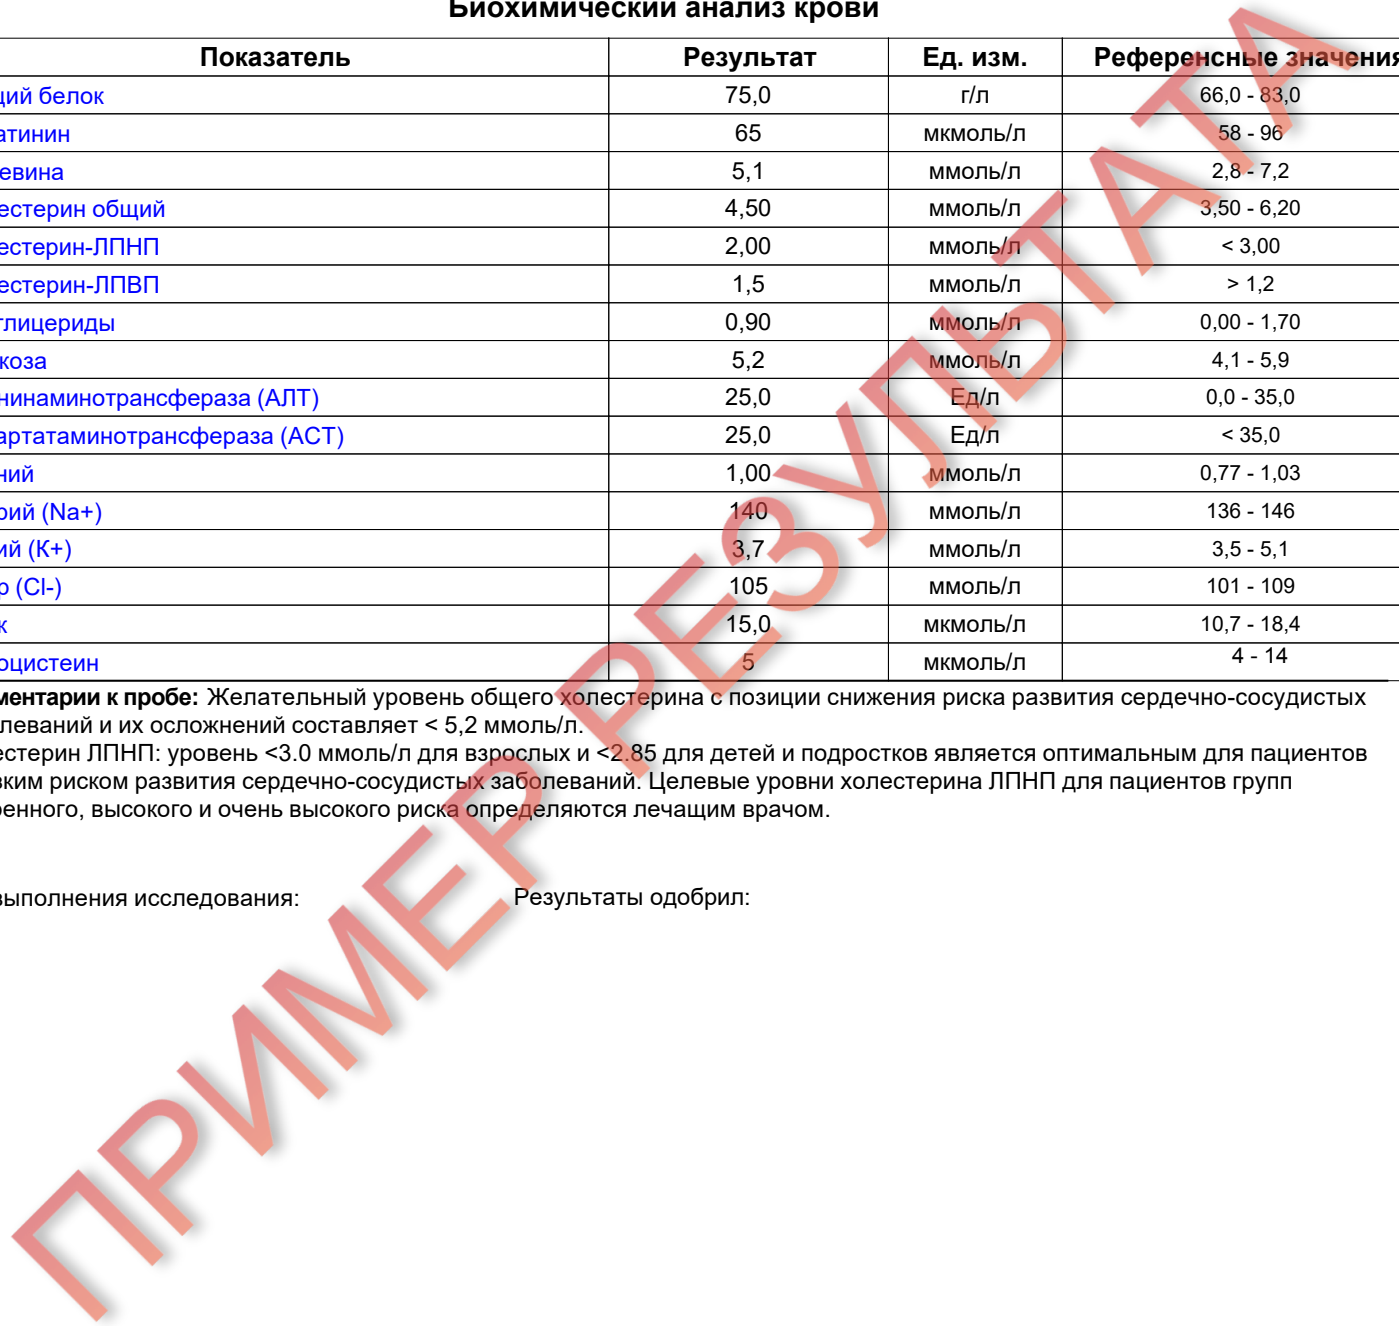 Биохимический анализ крови
Показатель Результат Ед. изм. Референсные значения
ций белок 75,0 г/л 66,0 - 83,0
атинин 65 мкмоль/л 58 - 96
евина 5,1 ммоль/л 2,8 - 7,2
естерин общий 4,50 ммоль/л 3,50 - 6,20
естерин-ЛПНП 2,00 ммоль/л < 3,00
естерин-ЛПВП 1,5 ммоль/л > 1,2
глицериды 0,90 ммоль/л 0,00 - 1,70
коза 5,2 ммоль/л 4,1 - 5,9
нинаминотрансфераза (АЛТ) 25,0 Ед/л 0,0 - 35,0
артатаминотрансфераза (АСТ) 25,0 Ед/л < 35,0
ний 1,00 ммоль/л 0,77 - 1,03
рий (Na+) 140 ммоль/л 136 - 146
ий (К+) 3,7 ммоль/л 3,5 - 5,1
р (Cl-) 105 ммоль/л 101 - 109
к 15,0 мкмоль/л 10,7 - 18,4
оцистеин 5 мкмоль/л 4 - 14
ментарии к пробе: Желательный уровень общего холестерина с позиции снижения риска развития сердечно-сосудистых
леваний и их осложнений составляет < 5,2 ммоль/л.
естерин ЛПНП: уровень <3.0 ммоль/л для взрослых и <2.85 для детей и подростков является оптимальным для пациентов
зким риском развития сердечно-сосудистых заболеваний. Целевые уровни холестерина ЛПНП для пациентов групп
ренного, высокого и очень высокого риска определяются лечащим врачом.
выполнения исследования: Результаты одобрил:
ПРИМЕР РЕЗУЛЬТАТА